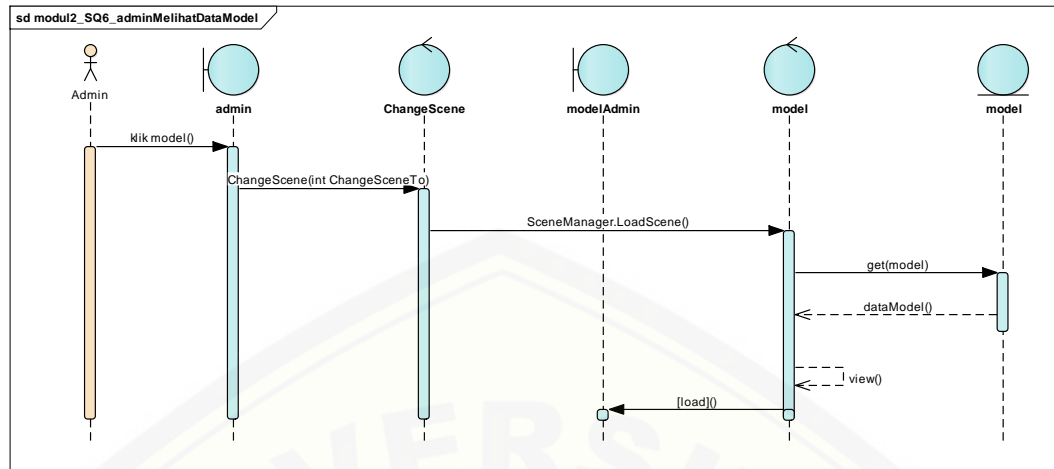 sd modul2_SQ6_adminMelihatDataModel
Admin
admin
ChangeScene
modelAdmin
model
model
klik model()
ChangeScene(int ChangeSceneTo)
SceneManager.LoadScene()
get(model)
dataModel()
view()
[load]()
VERS